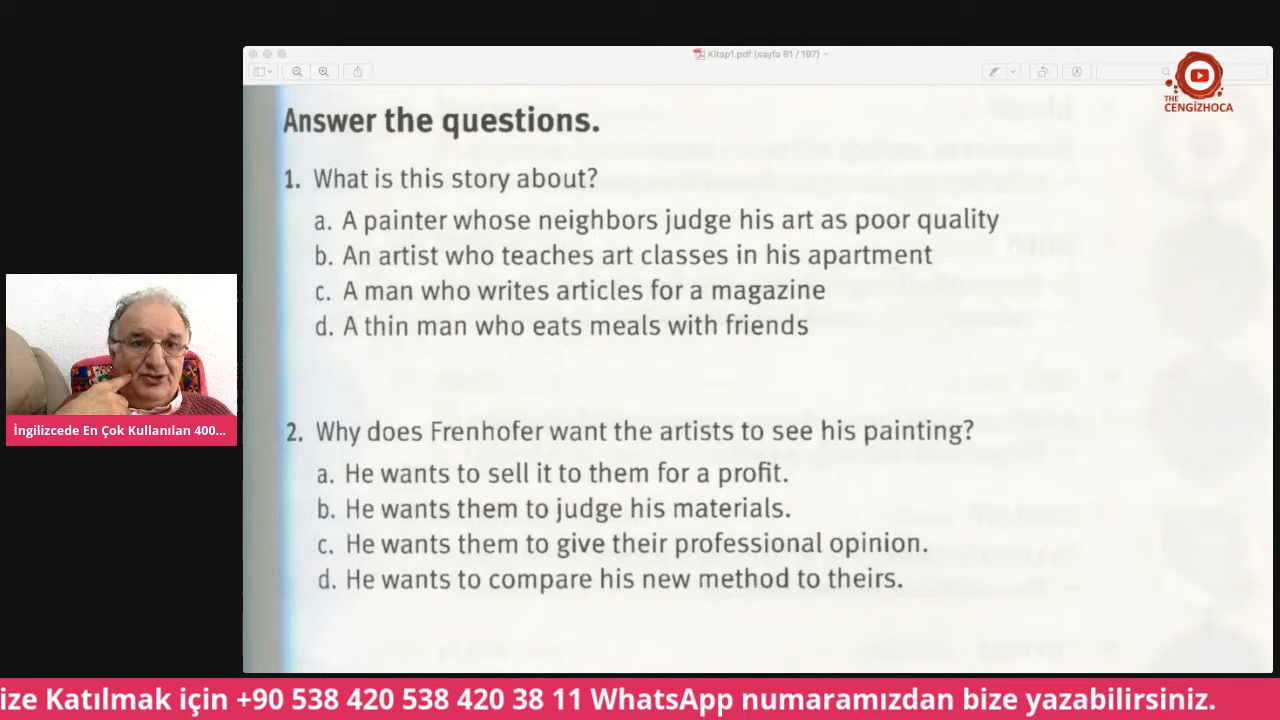 Kitap1.pdf (sayfa 81 / 197)
THE
CENGİZHOCA
Answer the questions.
1. What is this story about?
a. A painter whose neighbors judge his art as poor quality
b. An artist who teaches art classes in his apartment
c. A man who writes articles for a magazine
d. A thin man who eats meals with friends
2. Why does Frenhofer want the artists to see his painting?
a. He wants to sell it to them for a profit.
b. He wants them to judge his materials.
c. He wants them to give their professional opinion.
d. He wants to compare his new method to theirs.
İngilizcede En Çok Kullanılan 400...
ize Katılmak için +90 538 420 538 420 38 11 WhatsApp numaramızdan bize yazabilirsiniz.